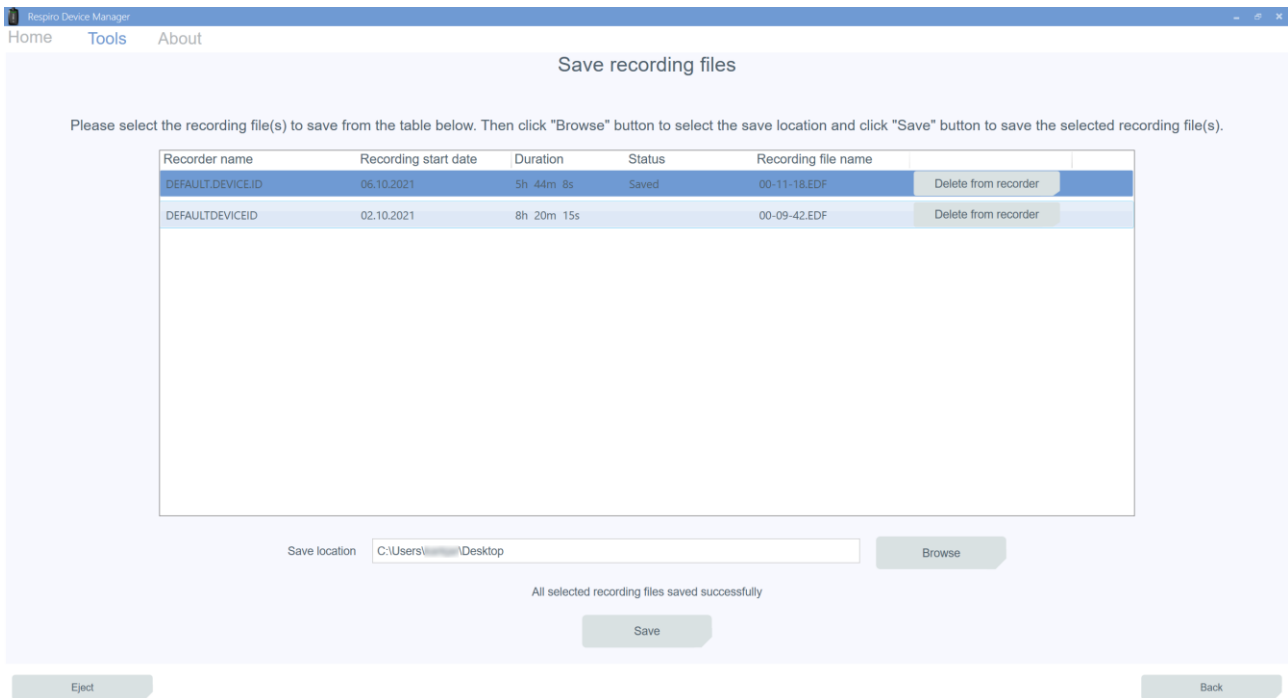 Respiro Device Manager
Home Tools About
Save recording files
Please select the recording file(s) to save from the table below. Then click "Browse" button to select the save location and click "Save" button to save the selected recording file(s).
Recorder name Recording start date Duration Status Recording file name
DEFAULT.DEVICE.ID 06.10.2021 5h 44m 8s Saved 00-11-18.EDF Delete from recorder
DEFAULTDEVICEID 02.10.2021 8h 20m 15s 00-09-42.EDF Delete from recorder
Save location C:\Users\ \Desktop Browse
All selected recording files saved successfully
Save
Eject Back